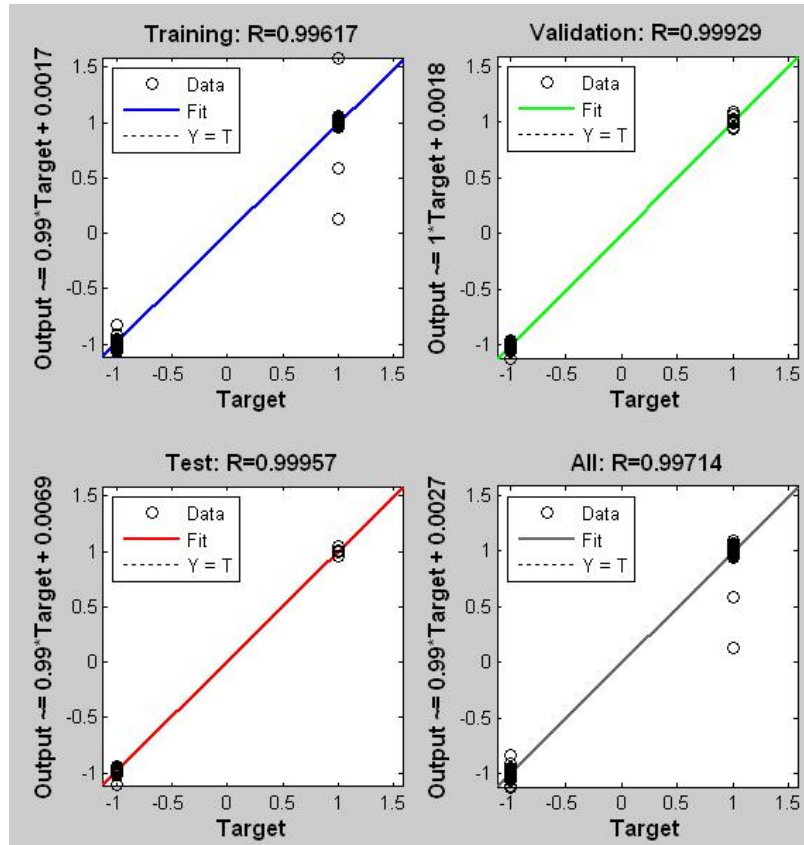 Training: R=0.99617
Output ~= 0.99*Target + 0.0017
1.5
1
0.5
0
-0.5
-1
Data
Fit
Y = T
-1 -0.5 0 0.5 1 1.5
Target
Validation: R=0.99929
Output ~= 1*Target + 0.0018
1.5
1
0.5
0
-0.5
-1
Data
Fit
Y = T
-1 -0.5 0 0.5 1 1.5
Target
Test: R=0.99957
Output ~= 0.99*Target + 0.0069
1.5
1
0.5
0
-0.5
-1
Data
Fit
Y = T
-1 -0.5 0 0.5 1 1.5
Target
All: R=0.99714
Output ~= 0.99*Target + 0.0027
1.5
1
0.5
0
-0.5
-1
Data
Fit
Y = T
-1 -0.5 0 0.5 1 1.5
Target